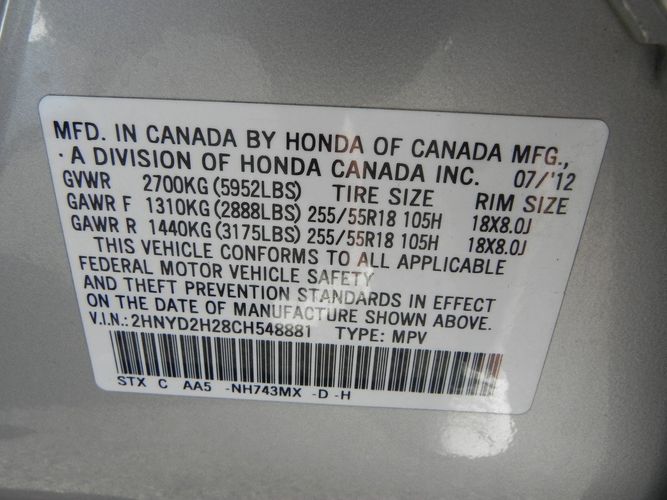 MFD. IN CANADA BY HONDA OF CANADA MFG.,
A DIVISION OF HONDA CANADA INC. 07/'12
GVWR 2700KG (5952LBS) TIRE SIZE RIM SIZE
GAWR F 1310KG (2888LBS) 255/55R18 105H 18X8.0J
GAWR R 1440KG (3175LBS) 255/55R18 105H 18X8.0J
THIS VEHICLE CONFORMS TO ALL APPLICABLE
FEDERAL MOTOR VEHICLE SAFETY
AND THEFT PREVENTION STANDARDS IN EFFECT
ON THE DATE OF MANUFACTURE SHOWN ABOVE.
V.I.N.: 2HNYD2H28CH548881 TYPE: MPV
STX C AA5 -NH743MX -D -H